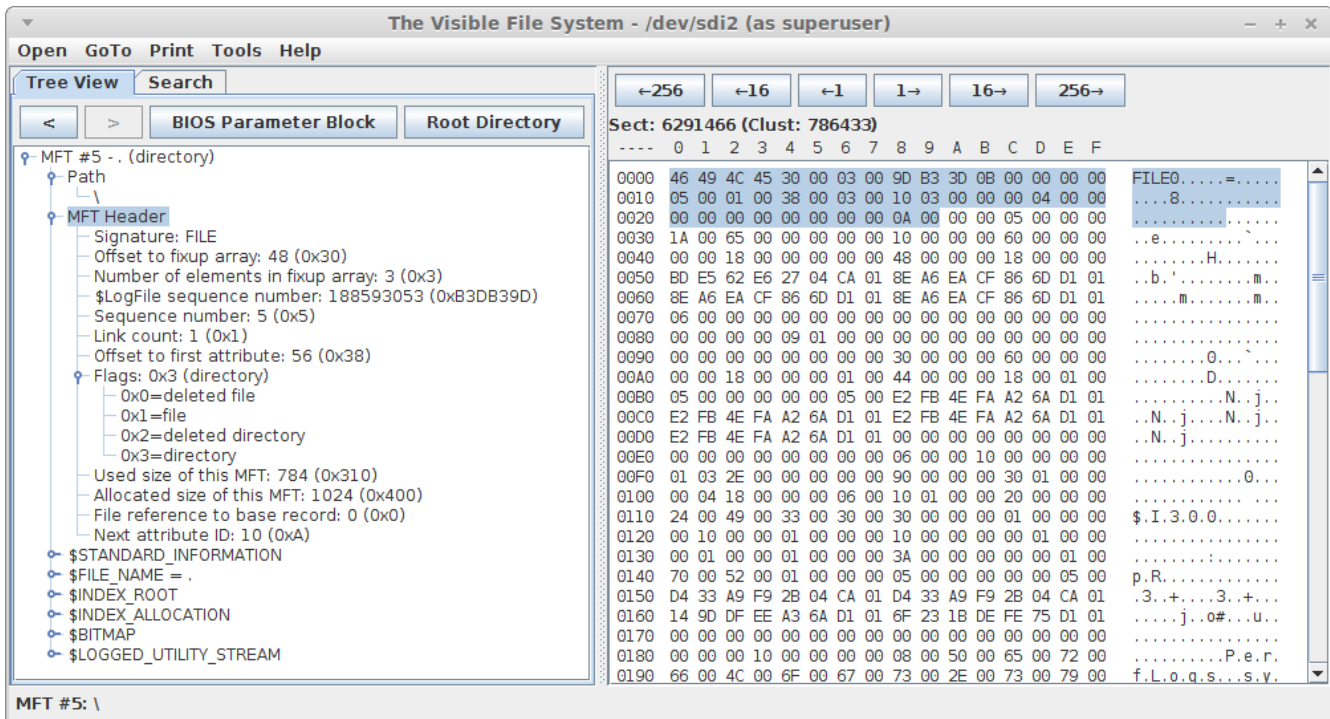 The Visible File System - /dev/sdi2 (as superuser)
Open GoTo Print Tools Help
Tree View Search
< > BIOS Parameter Block Root Directory
MFT #5 - . (directory)
Path
\
MFT Header
Signature: FILE
Offset to fixup array: 48 (0x30)
Number of elements in fixup array: 3 (0x3)
$LogFile sequence number: 188593053 (0xB3DB39D)
Sequence number: 5 (0x5)
Link count: 1 (0x1)
Offset to first attribute: 56 (0x38)
Flags: 0x3 (directory)
0x0=deleted file
0x1=file
0x2=deleted directory
0x3=directory
Used size of this MFT: 784 (0x310)
Allocated size of this MFT: 1024 (0x400)
File reference to base record: 0 (0x0)
Next attribute ID: 10 (0xA)
$STANDARD_INFORMATION
$FILE_NAME = .
$INDEX_ROOT
$INDEX_ALLOCATION
$BITMAP
$LOGGED_UTILITY_STREAM
←256 ←16 ←1 1→ 16→ 256→
Sect: 6291466 (Clust: 786433)
---- 0 1 2 3 4 5 6 7 8 9 A B C D E F
0000 46 49 4C 45 30 00 03 00 9D B3 3D 0B 00 00 00 00 FILE0.....=.....
0010 05 00 01 00 38 00 03 00 10 03 00 00 00 04 00 00 ....8...........
0020 00 00 00 00 00 00 00 00 0A 00 00 00 05 00 00 00 ................
0030 1A 00 65 00 00 00 00 00 10 00 00 00 60 00 00 00 ..e.........`...
0040 00 00 18 00 00 00 00 00 48 00 00 00 18 00 00 00 ........H.......
0050 BD E5 62 E6 27 04 CA 01 8E A6 EA CF 86 6D D1 01 ..b.'........m..
0060 8E A6 EA CF 86 6D D1 01 8E A6 EA CF 86 6D D1 01 .....m.......m..
0070 06 00 00 00 00 00 00 00 00 00 00 00 00 00 00 00 ................
0080 00 00 00 00 09 01 00 00 00 00 00 00 00 00 00 00 ................
0090 00 00 00 00 00 00 00 00 30 00 00 00 60 00 00 00 ........0...`...
00A0 00 00 18 00 00 00 01 00 44 00 00 00 18 00 01 00 ........D.......
00B0 05 00 00 00 00 00 05 00 E2 FB 4E FA A2 6A D1 01 ..........N..j..
00C0 E2 FB 4E FA A2 6A D1 01 E2 FB 4E FA A2 6A D1 01 ..N..j....N..j..
00D0 E2 FB 4E FA A2 6A D1 01 00 00 00 00 00 00 00 00 ..N..j..........
00E0 00 00 00 00 00 00 00 00 06 00 00 10 00 00 00 00 ................
00F0 01 03 2E 00 00 00 00 00 90 00 00 00 30 01 00 00 ............0...
0100 00 04 18 00 00 00 06 00 10 01 00 00 20 00 00 00 ............ ...
0110 24 00 49 00 33 00 30 00 30 00 00 00 01 00 00 00 $.I.3.0.0.......
0120 00 10 00 00 01 00 00 00 10 00 00 00 00 01 00 00 ................
0130 00 01 00 00 01 00 00 00 3A 00 00 00 00 00 01 00 ........:.......
0140 70 00 52 00 01 00 00 00 05 00 00 00 00 00 05 00 p.R.............
0150 D4 33 A9 F9 2B 04 CA 01 D4 33 A9 F9 2B 04 CA 01 .3..+....3..+...
0160 14 9D DF EE A3 6A D1 01 6F 23 1B DE FE 75 D1 01 .....j..o#...u..
0170 00 00 00 00 00 00 00 00 00 00 00 00 00 00 00 00 ................
0180 00 00 00 10 00 00 00 00 08 00 50 00 65 00 72 00 ..........P.e.r.
0190 66 00 4C 00 6F 00 67 00 73 00 2E 00 73 00 79 00 f.L.o.g.s...s.y.
MFT #5: \